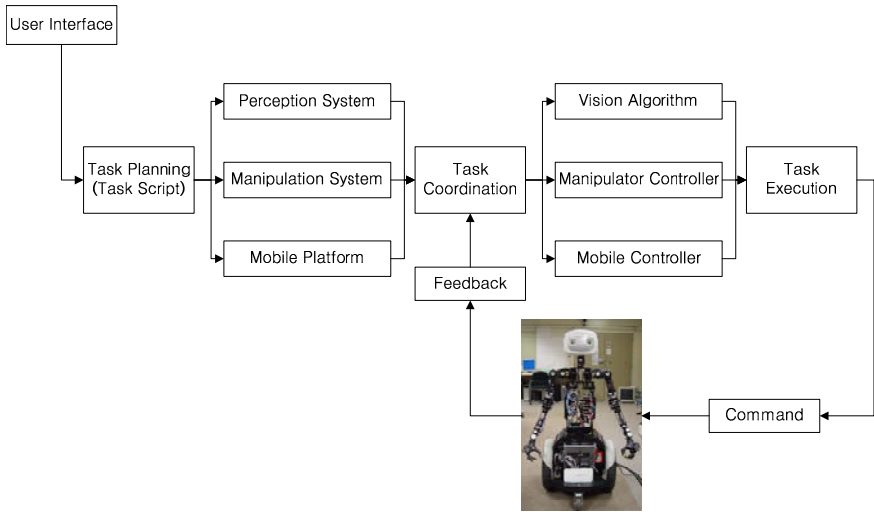 User Interface
Perception System
Vision Algorithm
Task Planning
(Task Script)
Manipulation System
Task
Coordination
Manipulator Controller
Task
Execution
Mobile Platform
Mobile Controller
Feedback
Command